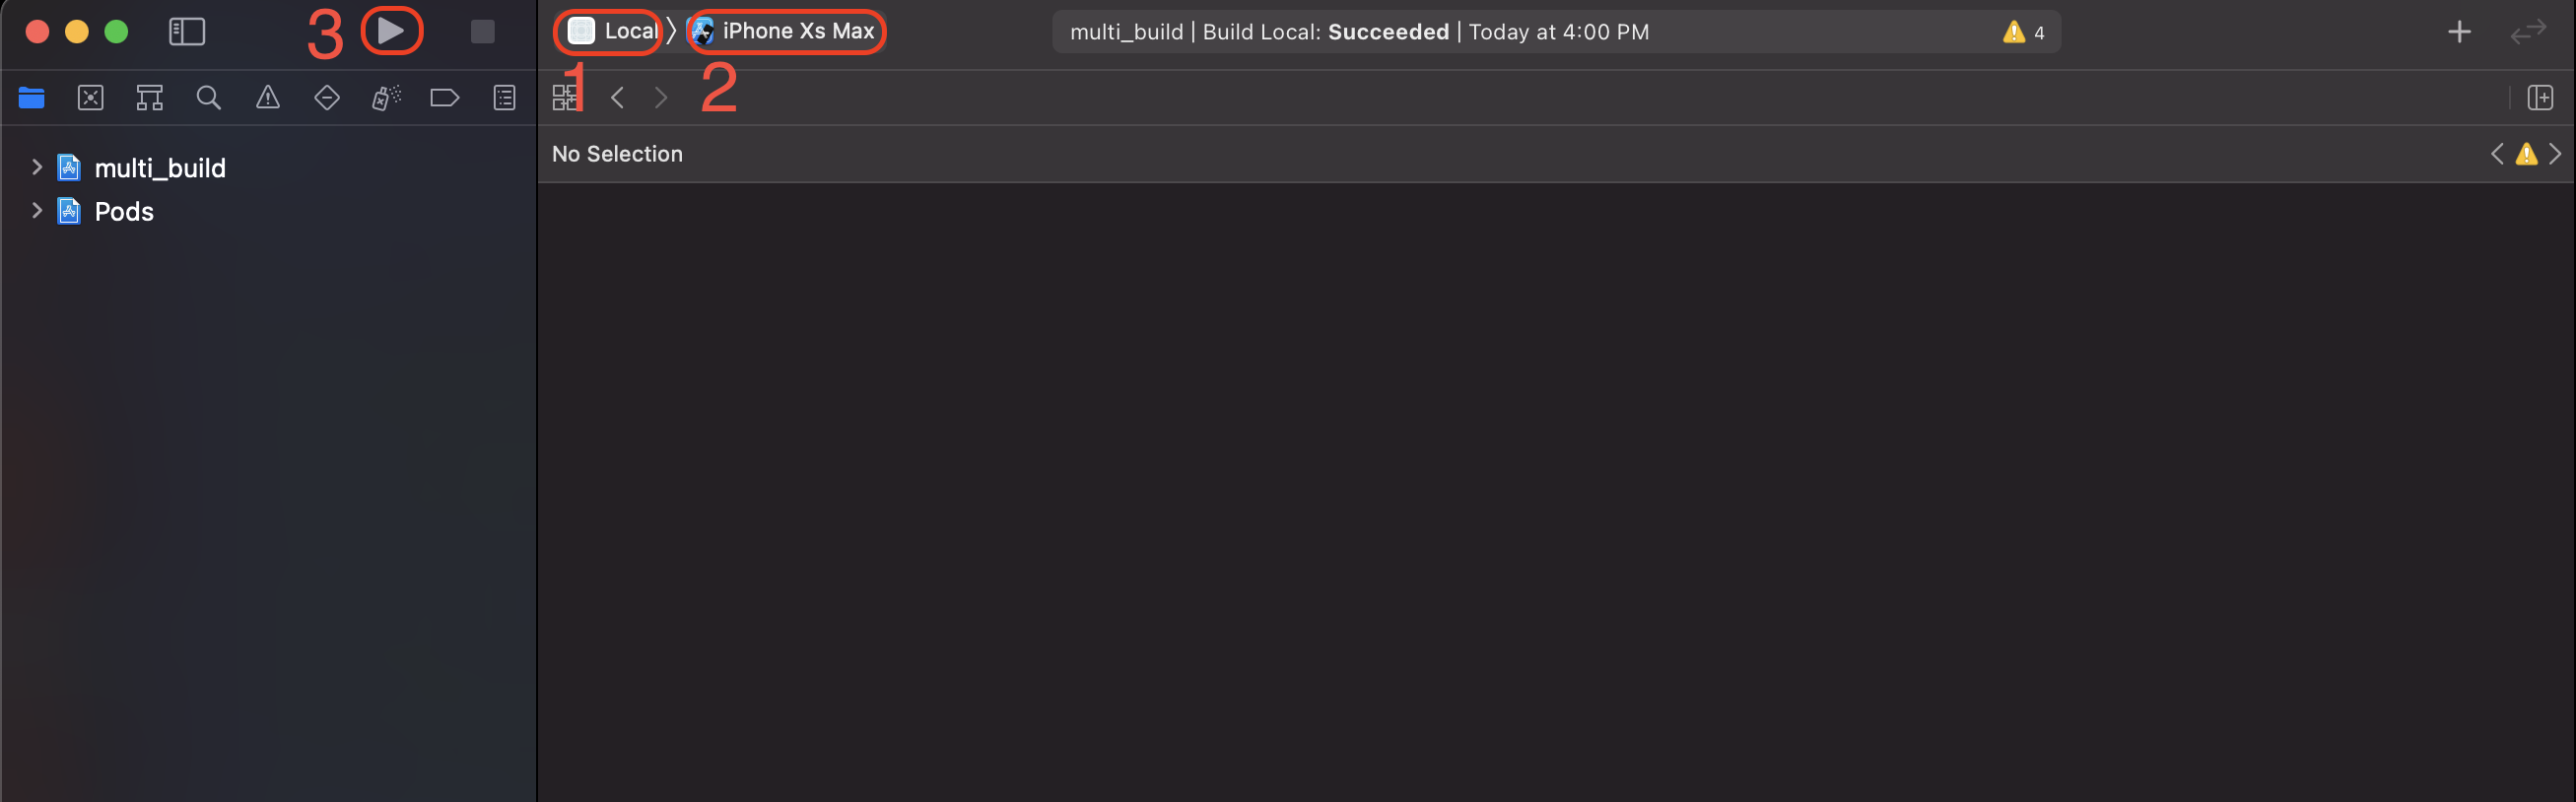 3
Local
iPhone Xs Max
multi_build | Build Local: Succeeded | Today at 4:00 PM
4
1
2
No Selection
multi_build
Pods